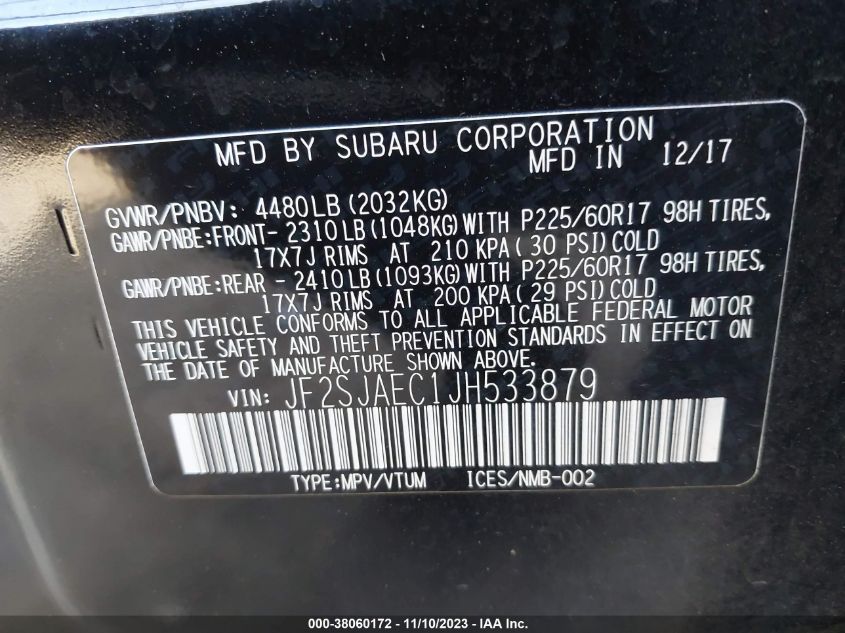 MFD BY SUBARU CORPORATION
MFD IN 12/17
GVWR/PNBV: 4480LB (2032KG)
GAWR/PNBE:FRONT- 2310LB (1048KG) WITH P225/60R17 98H TIRES,
17X7J RIMS AT 210 KPA( 30 PSI)COLD
GAWR/PNBE:REAR - 2410LB (1093KG) WITH P225/60R17 98H TIRES,
17X7J RIMS AT 200 KPA( 29 PSI)COLD
THIS VEHICLE CONFORMS TO ALL APPLICABLE FEDERAL MOTOR
VEHICLE SAFETY AND THEFT PREVENTION STANDARDS IN EFFECT ON
THE DATE OF MANUFACTURE SHOWN ABOVE.
VIN: JF2SJAEC1JH533879
TYPE:MPV/VTUM ICES/NMB-002
000-38060172 - 11/10/2023 - © IAA Inc.